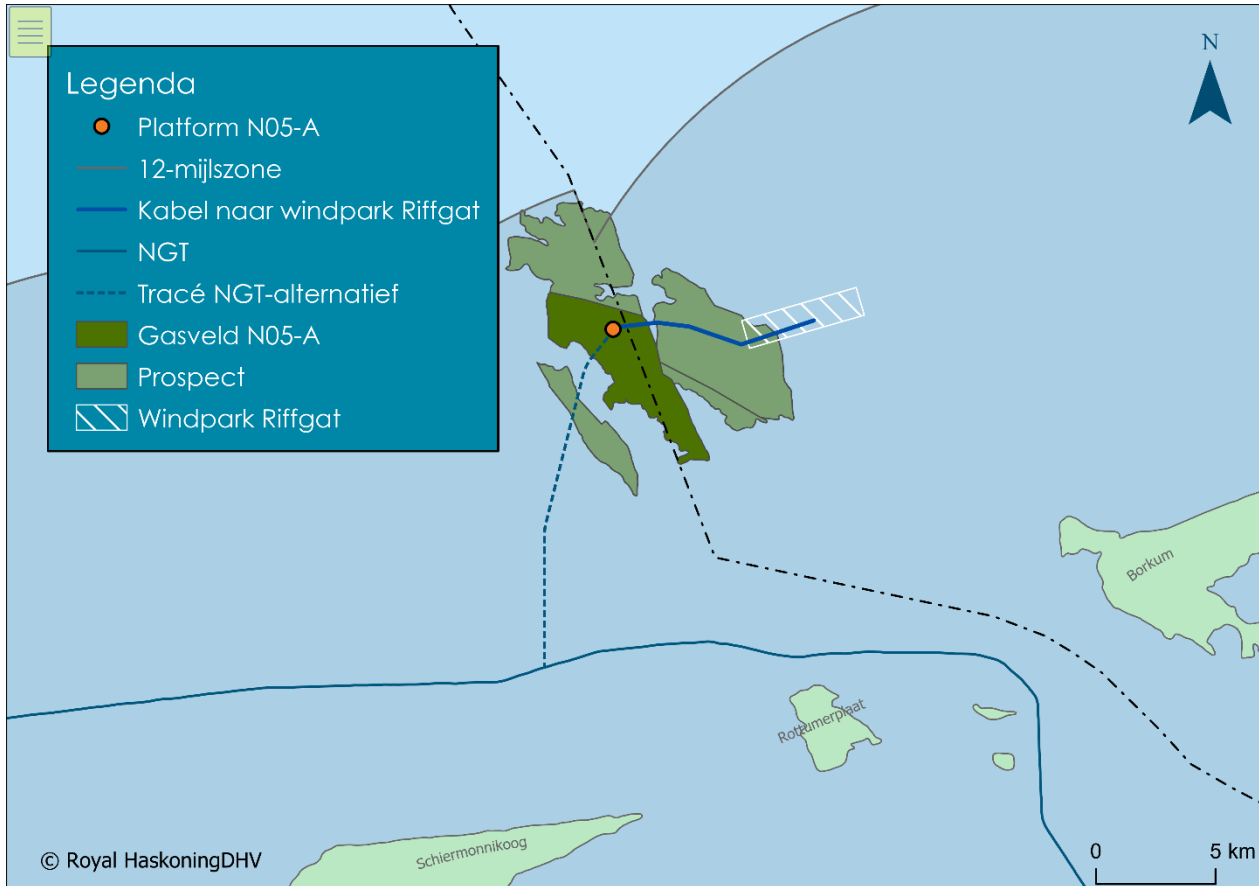 N
Legenda
Platform N05-A
12-mijlszone
Kabel naar windpark Riffgat
NGT
Tracé NGT-alternatief
Gasveld N05-A
Prospect
Windpark Riffgat
Borkum
Rottumerplaat
Schiermonnikoog
© Royal HaskoningDHV
0 5 km